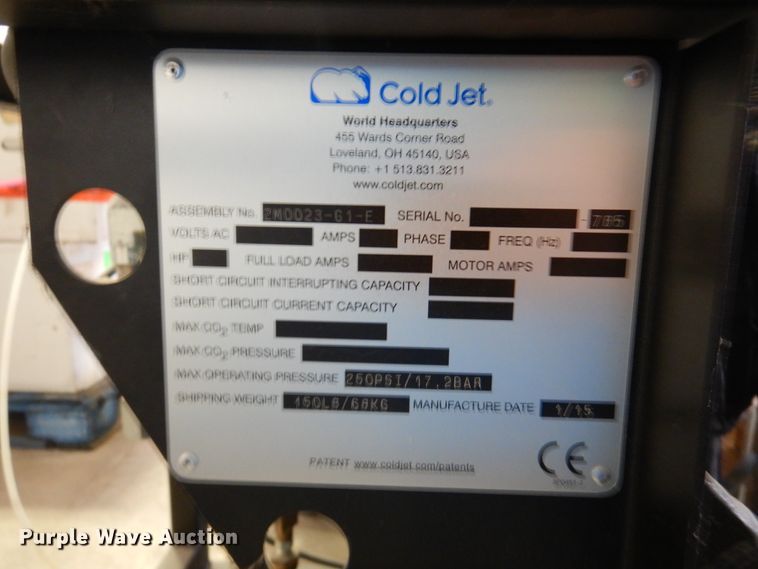 Cold Jet®
World Headquarters
455 Wards Corner Road
Loveland, OH 45140, USA
Phone: +1 513.831.3211
www.coldjet.com
ASSEMBLY No. 2M0023-G1-E SERIAL No. -785
VOLTS AC AMPS PHASE FREQ (Hz)
HP FULL LOAD AMPS MOTOR AMPS
SHORT CIRCUIT INTERRUPTING CAPACITY
SHORT CIRCUIT CURRENT CAPACITY
MAX CO2 TEMP
MAX CO2 PRESSURE
MAX OPERATING PRESSURE 250PSI/17.2BAR
SHIPPING WEIGHT 150LB/68KG MANUFACTURE DATE 1/15
CE
PATENT www.coldjet.com/patents
Purple Wave Auction